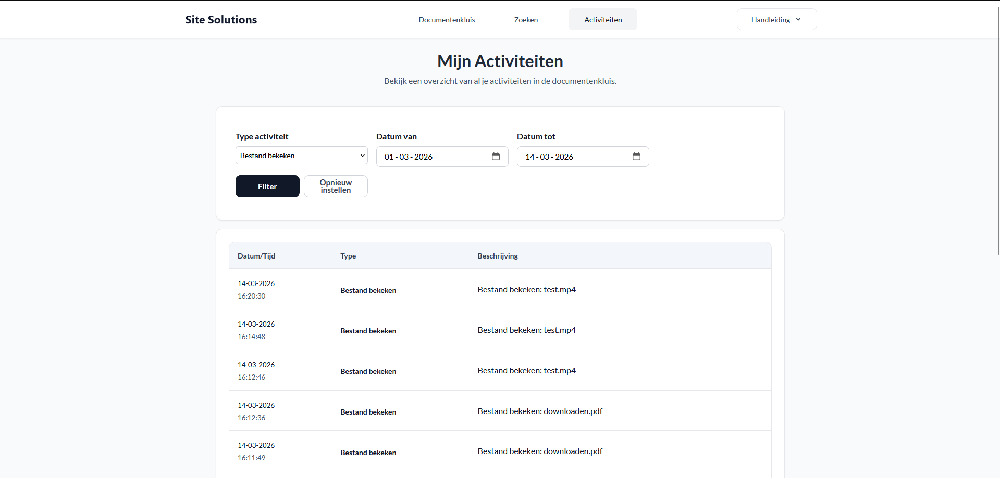 Site Solutions
Documentenkluis
Zoeken
Activiteiten
Handleiding
Mijn Activiteiten
Bekijk een overzicht van al je activiteiten in de documentenkluis.
Type activiteit
Datum van
Datum tot
Bestand bekeken
01 - 03 - 2026
14 - 03 - 2026
Filter
Opnieuw
instellen
Datum/Tijd
Type
Beschrijving
14-03-2026
16:20:30
Bestand bekeken
Bestand bekeken: test.mp4
14-03-2026
16:14:48
Bestand bekeken
Bestand bekeken: test.mp4
14-03-2026
16:12:46
Bestand bekeken
Bestand bekeken: test.mp4
14-03-2026
16:12:36
Bestand bekeken
Bestand bekeken: downloaden.pdf
14-03-2026
16:11:49
Bestand bekeken
Bestand bekeken: downloaden.pdf